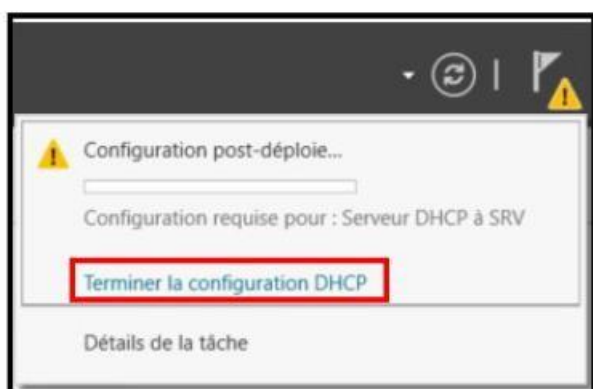 Configuration post-déploie...
Configuration requise pour : Serveur DHCP à SRV
Terminer la configuration DHCP
Détails de la tâche